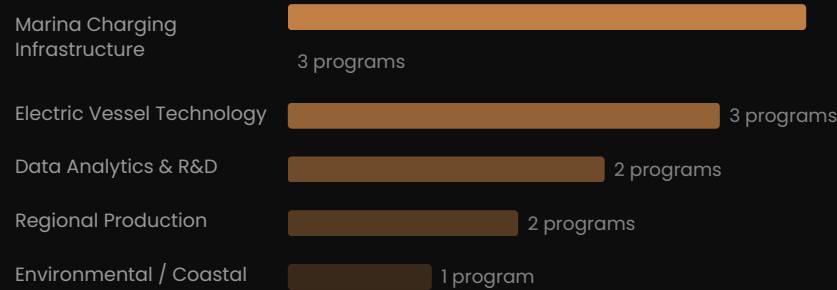 Marina Charging
Infrastructure
3 programs
Electric Vessel Technology
3 programs
Data Analytics & R&D
2 programs
Regional Production
2 programs
Environmental / Coastal
1 program